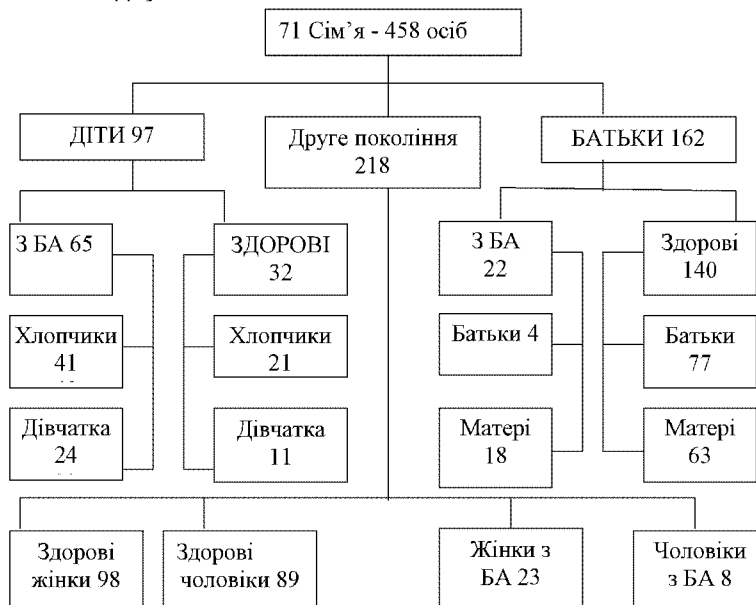 71 Сім’я - 458 осіб
ДІТИ 97
Друге покоління
218
БАТЬКИ 162
З БА 65
ЗДОРОВІ
32
З БА
22
Здорові
140
Хлопчики
41
Хлопчики
21
Батьки 4
Батьки
77
Дівчатка
24
Дівчатка
11
Матері
18
Матері
63
Здорові
жінки 98
Здорові
чоловіки 89
Жінки з
БА 23
Чоловіки
з БА 8